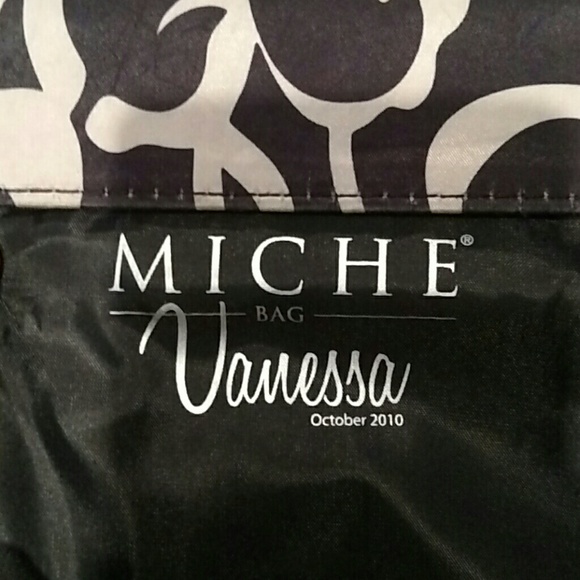 MICHE®
BAG
Vanessa
October 2010